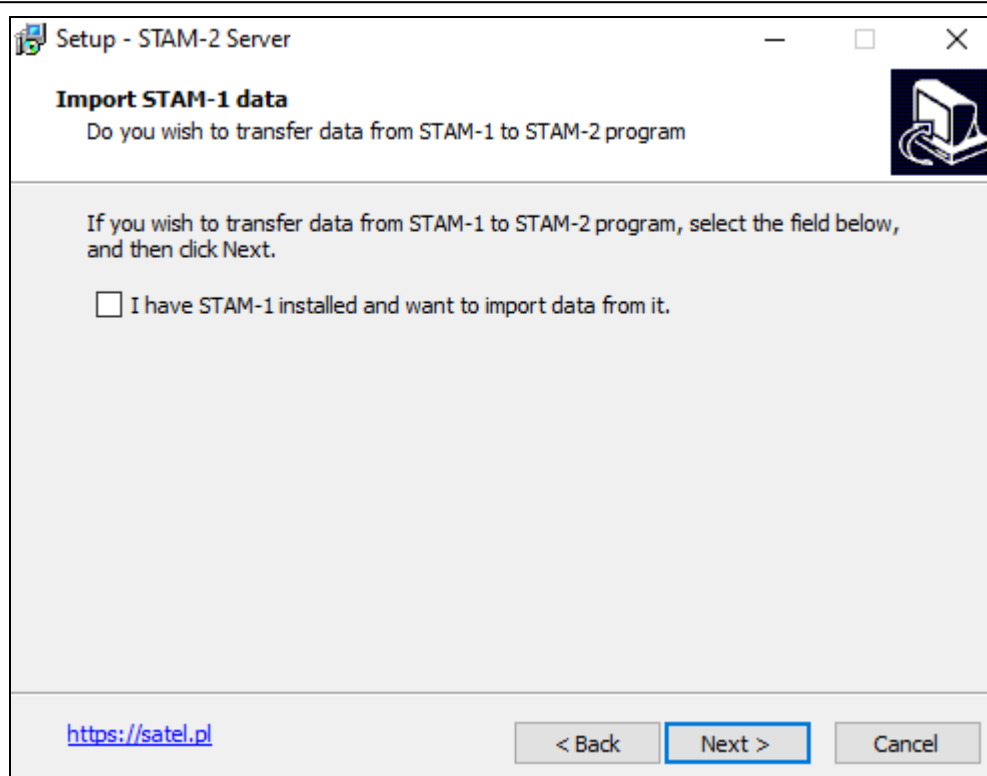 Setup - STAM-2 Server
Import STAM-1 data
Do you wish to transfer data from STAM-1 to STAM-2 program
If you wish to transfer data from STAM-1 to STAM-2 program, select the field below,
and then click Next.
I have STAM-1 installed and want to import data from it.
https://satel.pl
< Back
Next >
Cancel